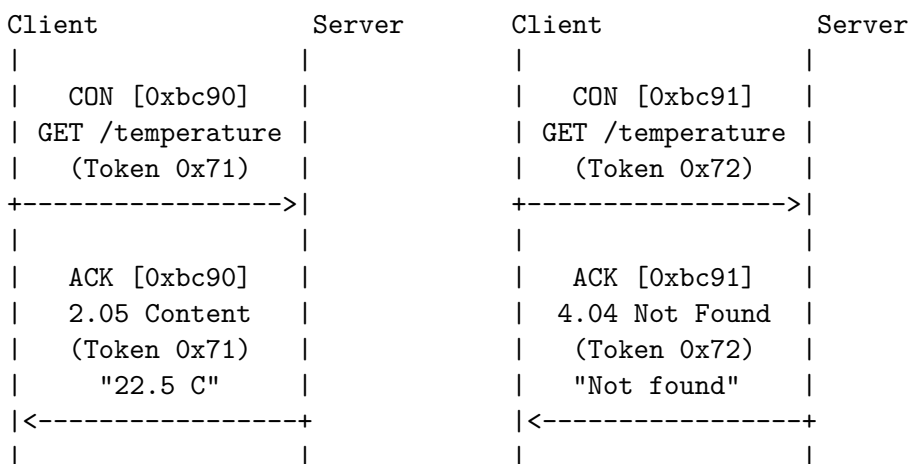 Client Server Client Server
| | | |
| CON [0xbc90] | | CON [0xbc91] |
| GET /temperature | | GET /temperature |
| (Token 0x71) | | (Token 0x72) |
+----------------->| +----------------->|
| | | |
| ACK [0xbc90] | | ACK [0xbc91] |
| 2.05 Content | | 4.04 Not Found |
| (Token 0x71) | | (Token 0x72) |
| "22.5 C" | | "Not found" |
|<-----------------+ |<-----------------+
| | | |